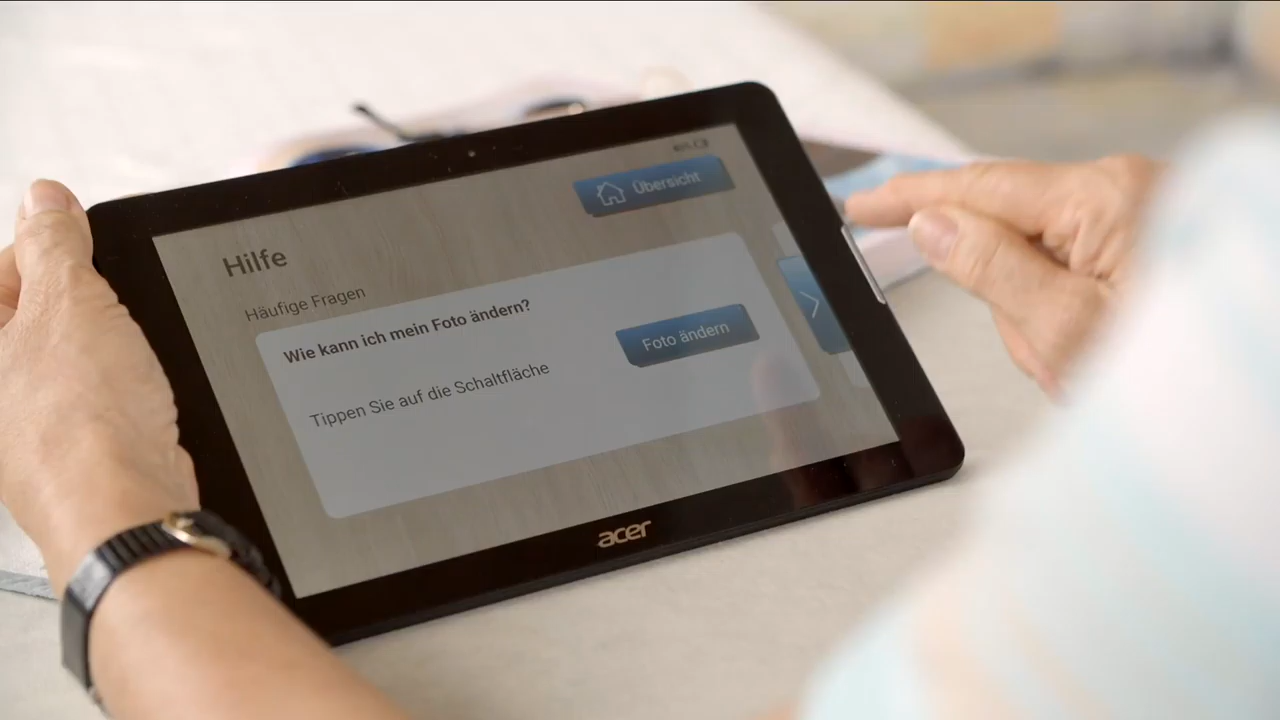 Übersicht
Hilfe
Häufige Fragen
Wie kann ich mein Foto ändern?
Foto ändern
Tippen Sie auf die Schaltfläche
acer